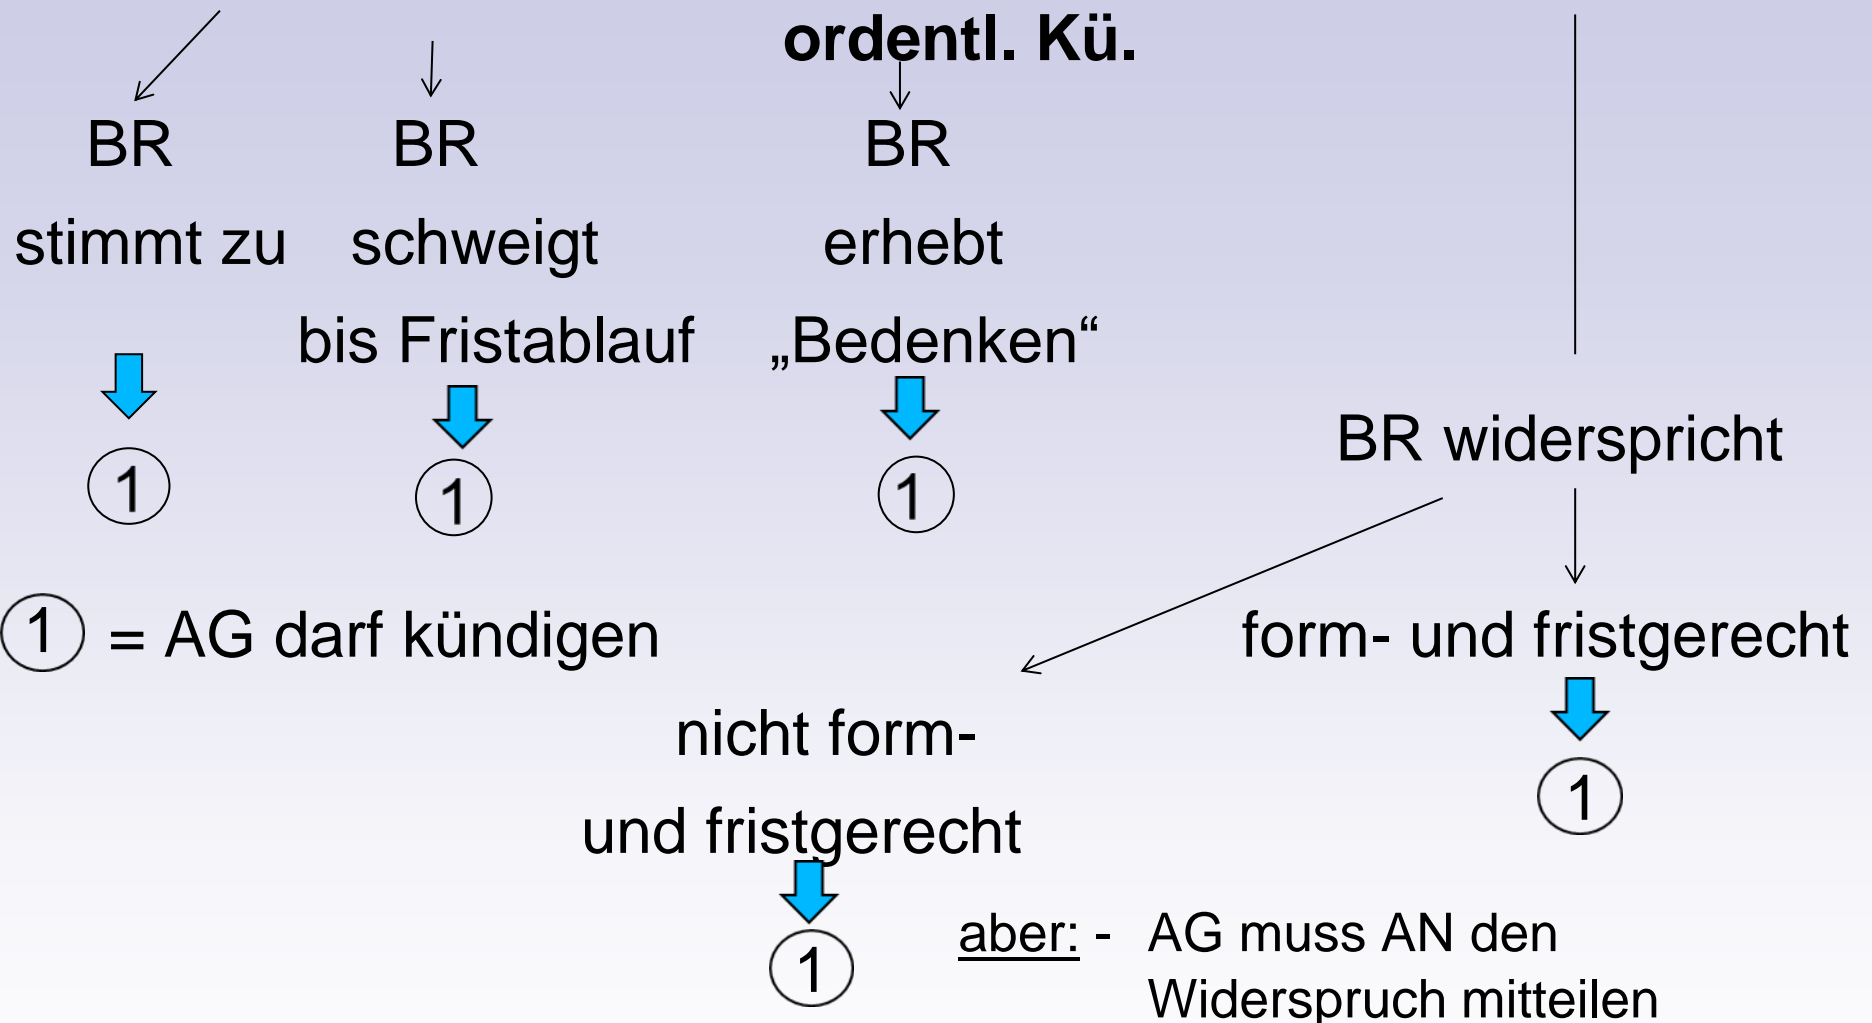 ordentl. Kü.
BR BR BR
stimmt zu schweigt erhebt
bis Fristablauf „Bedenken“
BR widerspricht
1 1 1
1 = AG darf kündigen form- und fristgerecht
nicht form-
und fristgerecht
1
1
aber: - AG muss AN den
Widerspruch mitteilen